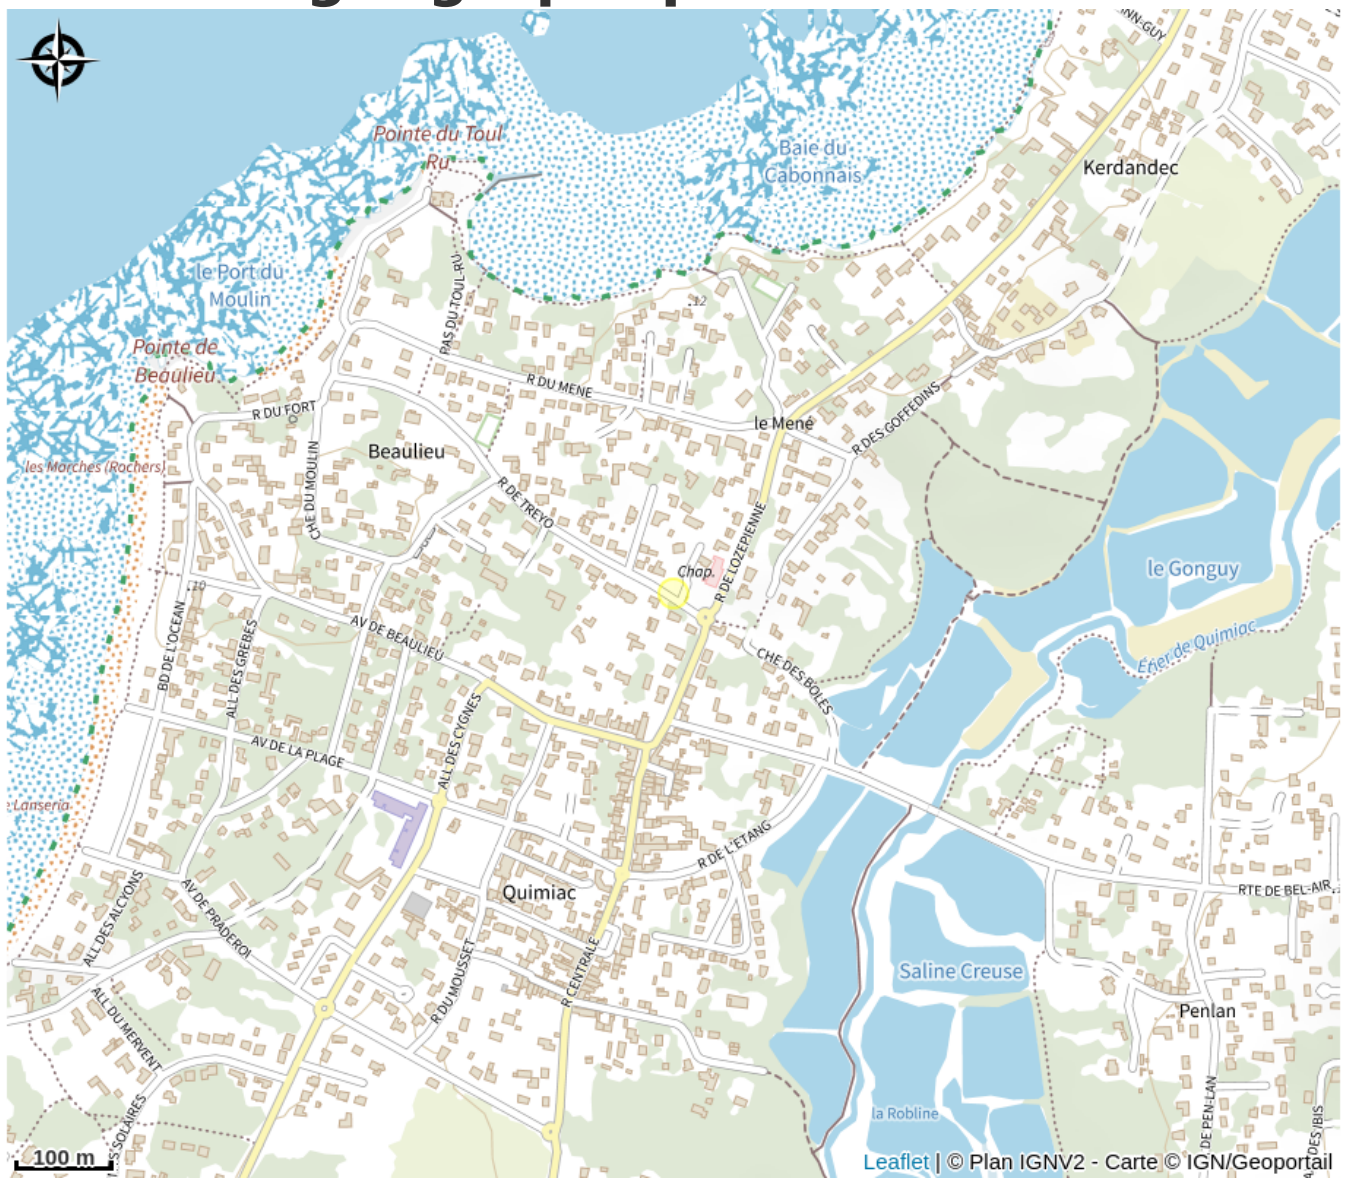 Pointe du Toul
Ru
Baie du
Cabonnais
Kerdandec
le Port du
Moulin
PAS DU TOUL-RU
.12
Pointe de
Beaulieu
R DU MENE
R DU FORT
le Mené
R DES GOFFEDINS
Beaulieu
les Marches (Rochers)
CHE DU MOULIN
R DE TREYO
R DE LOZEPIENNE
Chap.
le Gonguy
.10
BD DE L'OCEAN
ALL DES GREBES
AV DE BEAULIEU
CHE DES BOLES
Étier de Quimiac
ALL DES CYGNES
AV DE LA PLAGE
Lanseria
R DE L'ETANG
Quimiac
RTE DE BEL-AIR
ALL DES ALCYONS
AV DE PRADEROI
R DU MOUSSET
R CENTRALE
Saline Creuse
Penlan
ALL DU MERVENT
la Robline
DE PEN-LAN
DES IBIS
SOLAIRES
100 m
Leaflet | © Plan IGNV2 - Carte © IGN/Geoportail